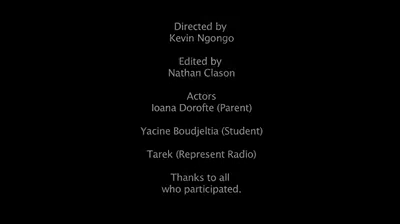 Directed by
Kevin Ngongo
Edited by
Nathan Clason
Actors
Ioana Dorofte (Parent)
Yacine Boudjeltia (Student)
Tarek (Represent Radio)
Thanks to all
who participated.